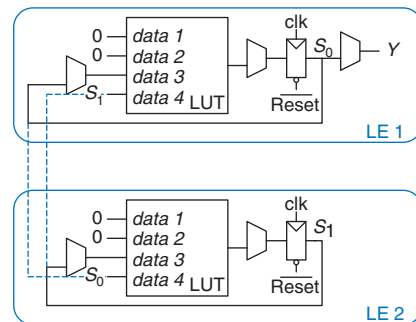 clk
0 data 1
0 data 2
data 3
S1 data 4
LUT
S0
Y
Reset
LE 1
clk
0 data 1
0 data 2
data 3
S0 data 4
LUT
S1
Reset
LE 2